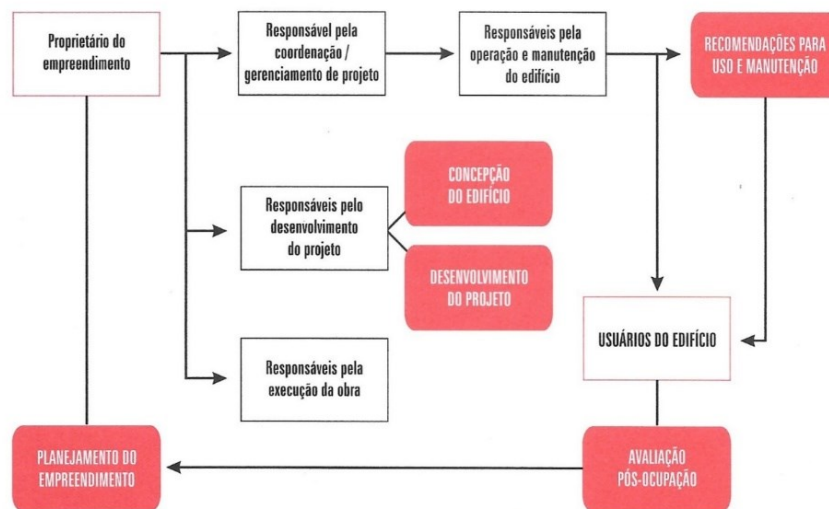 Proprietário do
empreendimento
Responsável pela
coordenação /
gerenciamento de projeto
Responsáveis pela
operação e manutenção
do edifício
RECOMENDAÇÕES PARA
USO E MANUTENÇÃO
Responsáveis pelo
desenvolvimento
do projeto
CONCEPÇÃO
DO EDIFÍCIO
DESENVOLVIMENTO
DO PROJETO
Responsáveis pela
execução da obra
USUÁRIOS DO EDIFÍCIO
PLANEJAMENTO DO
EMPREENDIMENTO
AVALIAÇÃO
PÓS-OCUPAÇÃO